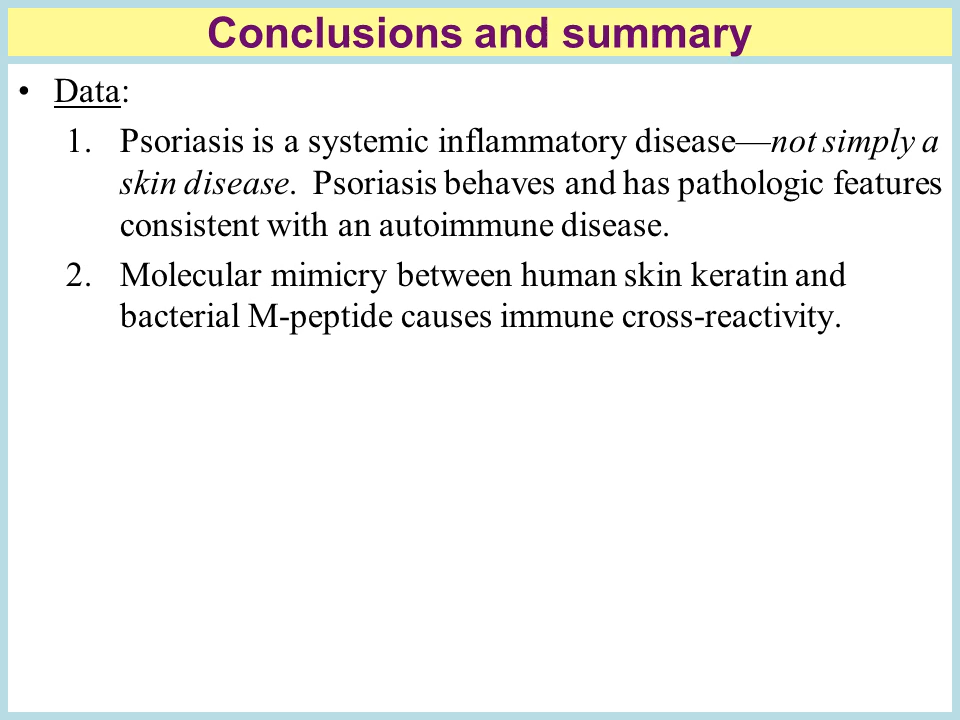 Conclusions and summary
• Data:
1. Psoriasis is a systemic inflammatory disease—not simply a
skin disease. Psoriasis behaves and has pathologic features
consistent with an autoimmune disease.
2. Molecular mimicry between human skin keratin and
bacterial M-peptide causes immune cross-reactivity.